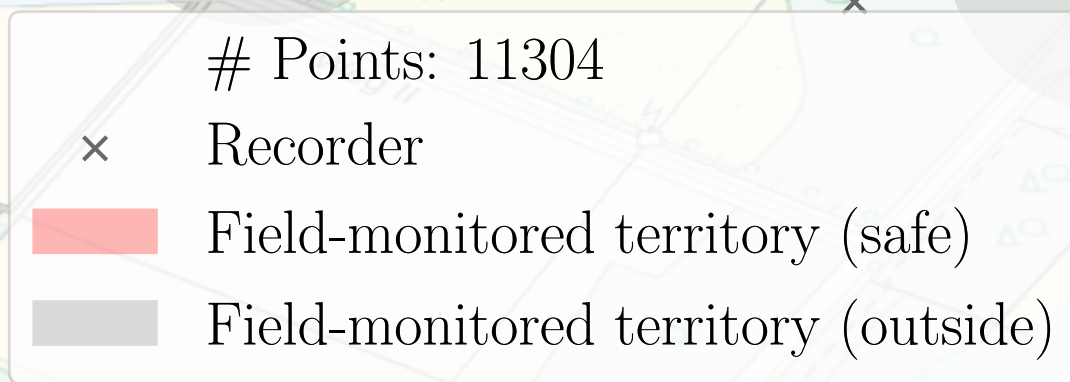 # Points: 11304
Recorder
Field-monitored territory (safe)
Field-monitored territory (outside)